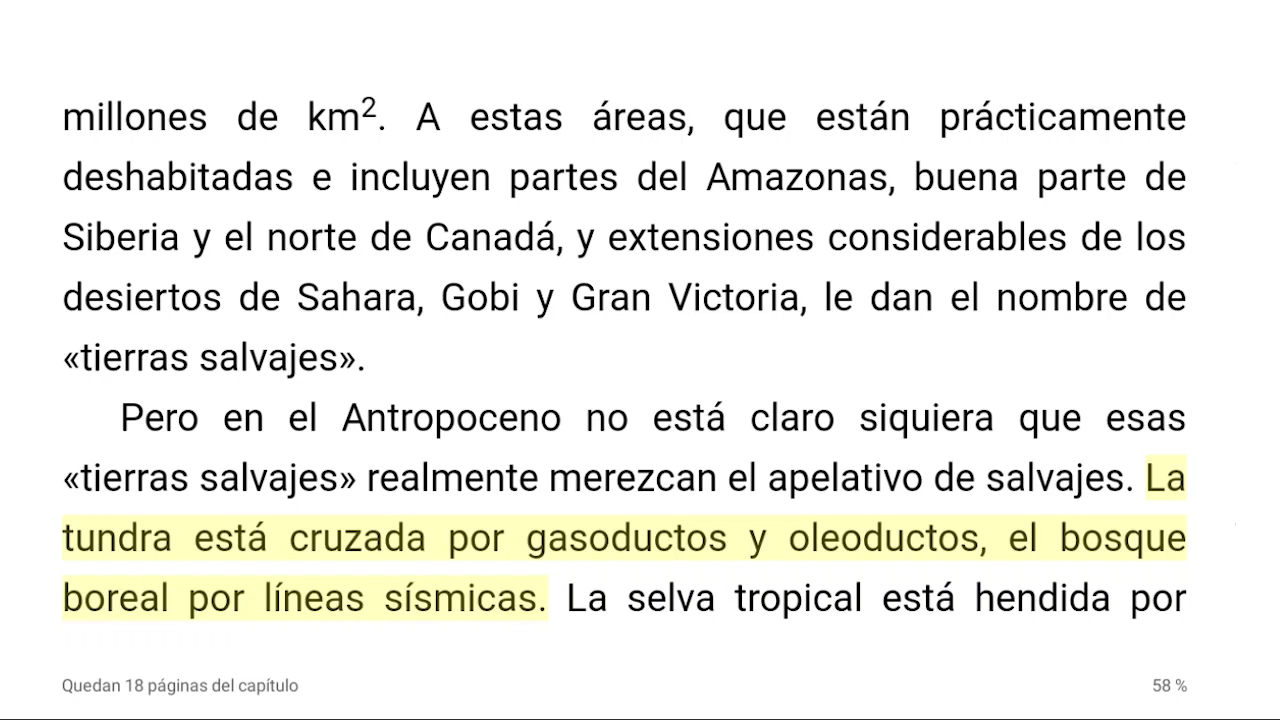 millones de km². A estas áreas, que están prácticamente
deshabitadas e incluyen partes del Amazonas, buena parte de
Siberia y el norte de Canadá, y extensiones considerables de los
desiertos de Sahara, Gobi y Gran Victoria, le dan el nombre de
«tierras salvajes».
Pero en el Antropoceno no está claro siquiera que esas
«tierras salvajes» realmente merezcan el apelativo de salvajes. La
tundra está cruzada por gasoductos y oleoductos, el bosque
boreal por líneas sísmicas. La selva tropical está hendida por
Quedan 18 páginas del capítulo
58 %